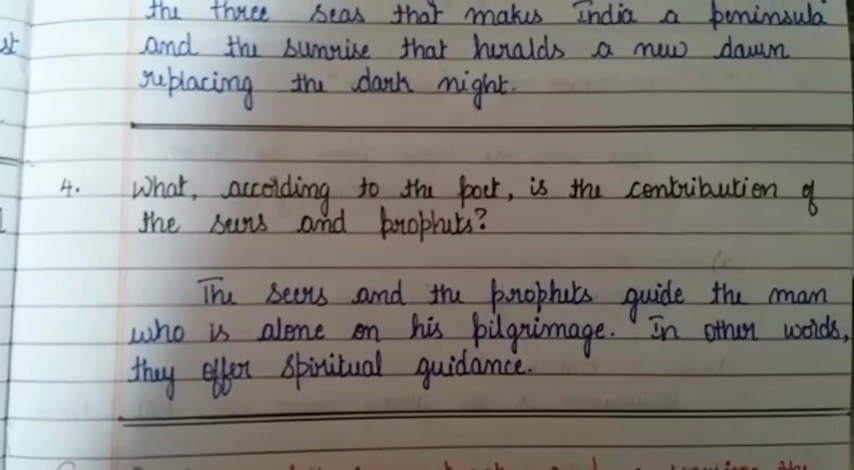 the three seas that makes India a peninsula
and the sunrise that heralds a new dawn
replacing the dark night.
4. What, according to the poet, is the contribution of
the seers and prophets?
The seers and the prophets guide the man
who is alone on his pilgrimage. In other words,
they offer spiritual guidance.